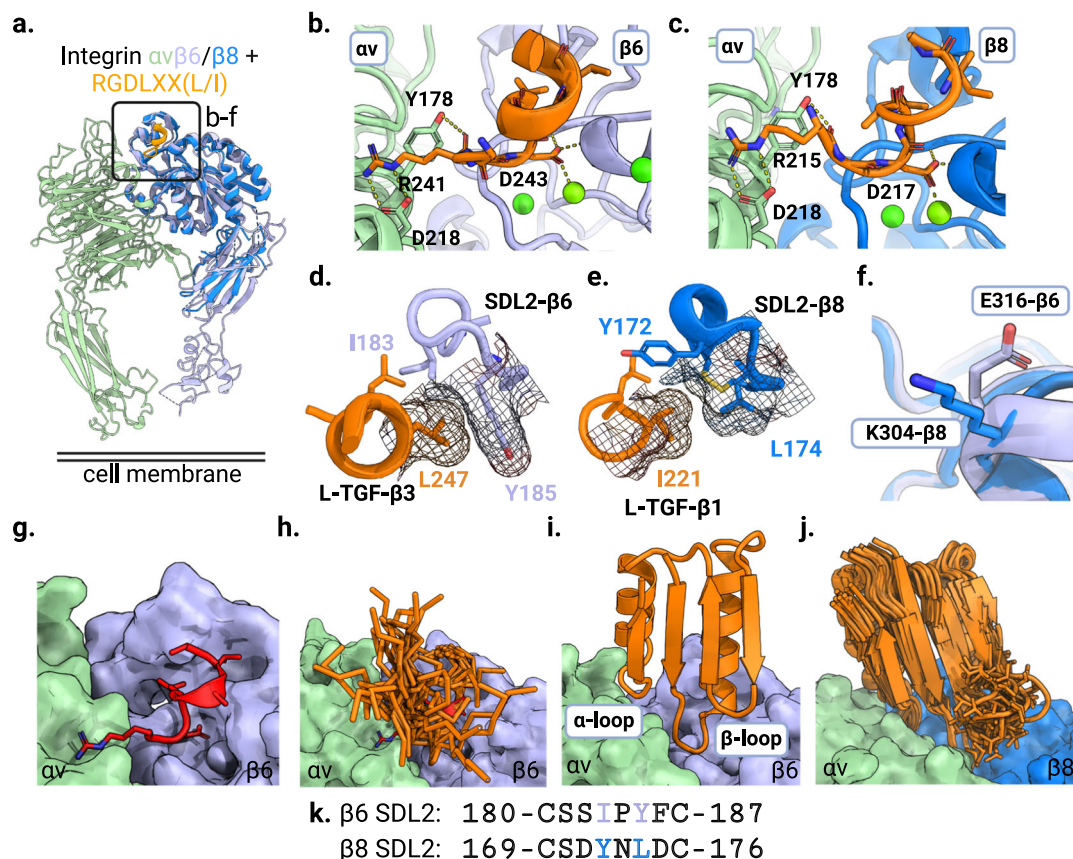 a.
Integrin αvβ6/β8 +
RGDLXX(L/I)
b-f
cell membrane
b.
αv
β6
Y178
R241
D243
D218
c.
αv
β8
Y178
R215
D217
D218
d.
SDL2-β6
I183
L247
L-TGF-β3
Y185
e.
SDL2-β8
Y172
L174
I221
L-TGF-β1
f.
E316-β6
K304-β8
g.
αv
β6
h.
αv
β6
i.
α-loop
β-loop
αv
β6
j.
αv
β8
k. β6 SDL2: 180-CSSIPYFC-187
β8 SDL2: 169-CSDYNLDC-176